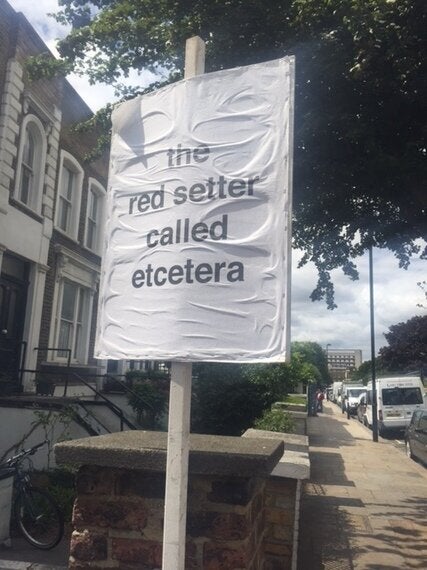 the
red setter
called
etcetera